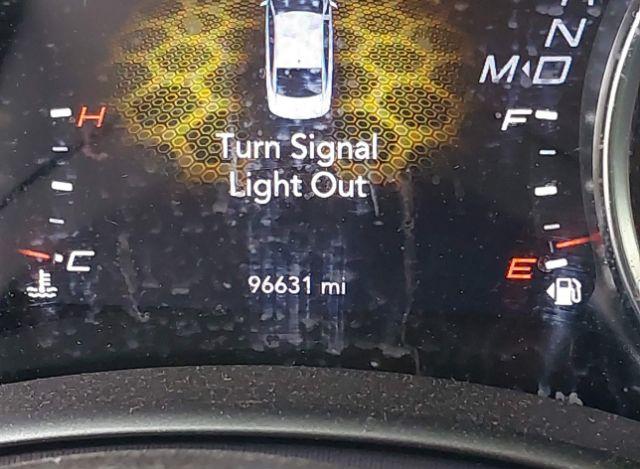 N
M D
H
F
Turn Signal
Light Out
C
E
96631 mi